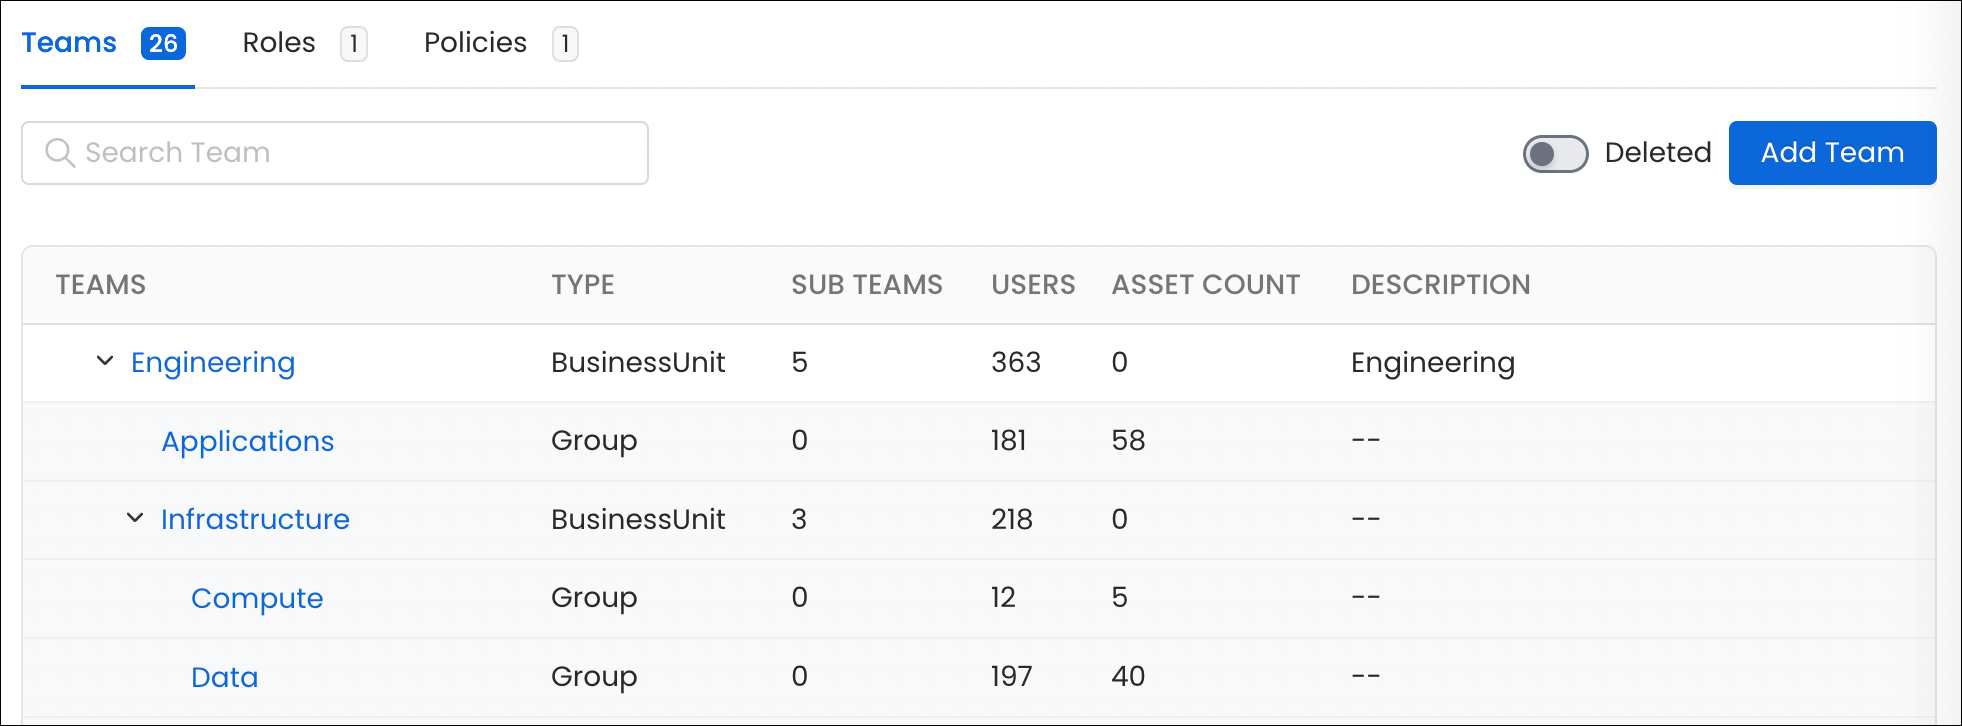 Teams 26 Roles 1 Policies 1
Search Team Deleted Add Team
TEAMS TYPE SUB TEAMS USERS ASSET COUNT DESCRIPTION
Engineering BusinessUnit 5 363 0 Engineering
Applications Group 0 181 58 --
Infrastructure BusinessUnit 3 218 0 --
Compute Group 0 12 5 --
Data Group 0 197 40 --